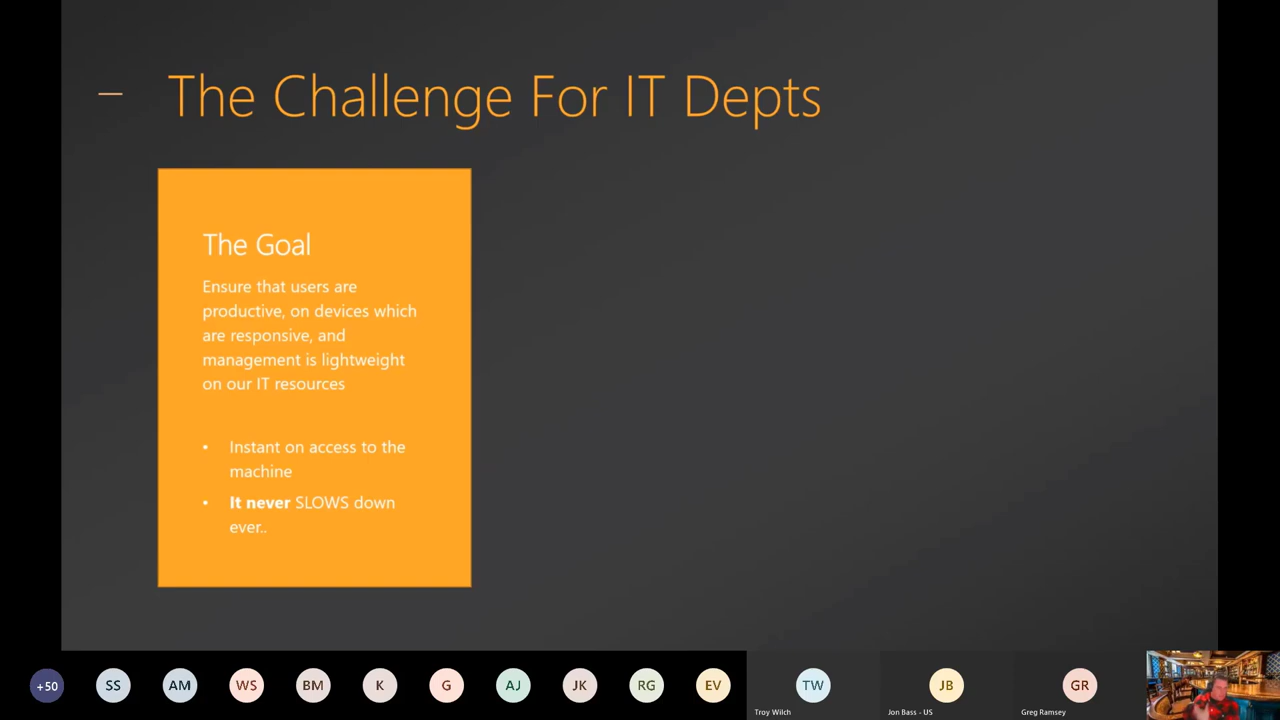 The Challenge For IT Depts
The Goal
Ensure that users are
productive, on devices which
are responsive, and
management is lightweight
on our IT resources
• Instant on access to the
machine
• It never SLOWS down
ever..
+50
SS
AM
WS
BM
K
G
AJ
JK
RG
EV
TW
JB
GR
Troy Wilch
Jon Bass - US
Greg Ramsey